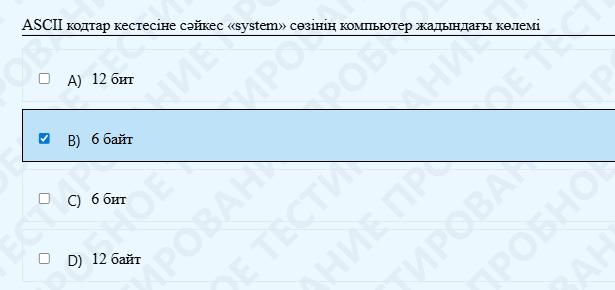 ASCII кодтар кестесіне сәйкес «system» сөзінің компьютер жадындағы көлемі
A) 12 бит
B) 6 байт
C) 6 бит
D) 12 байт